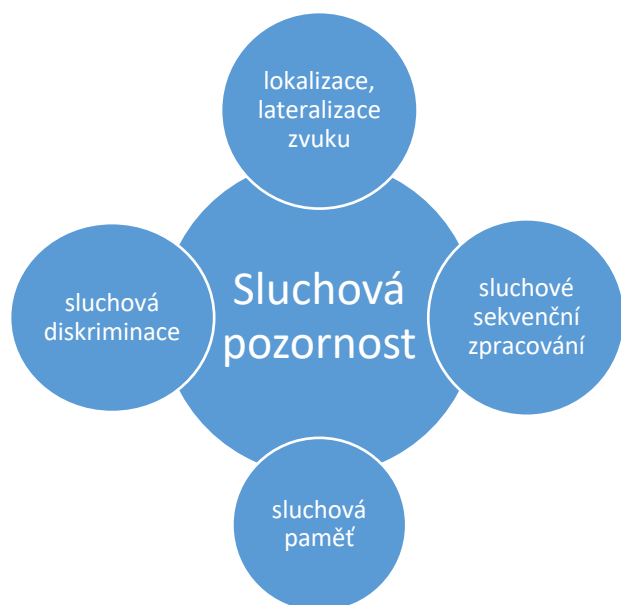 lokalizace,
lateralizace
zvuku
sluchová
diskriminace
Sluchová
pozornost
sluchové
sekvenční
zpracování
sluchová
paměť